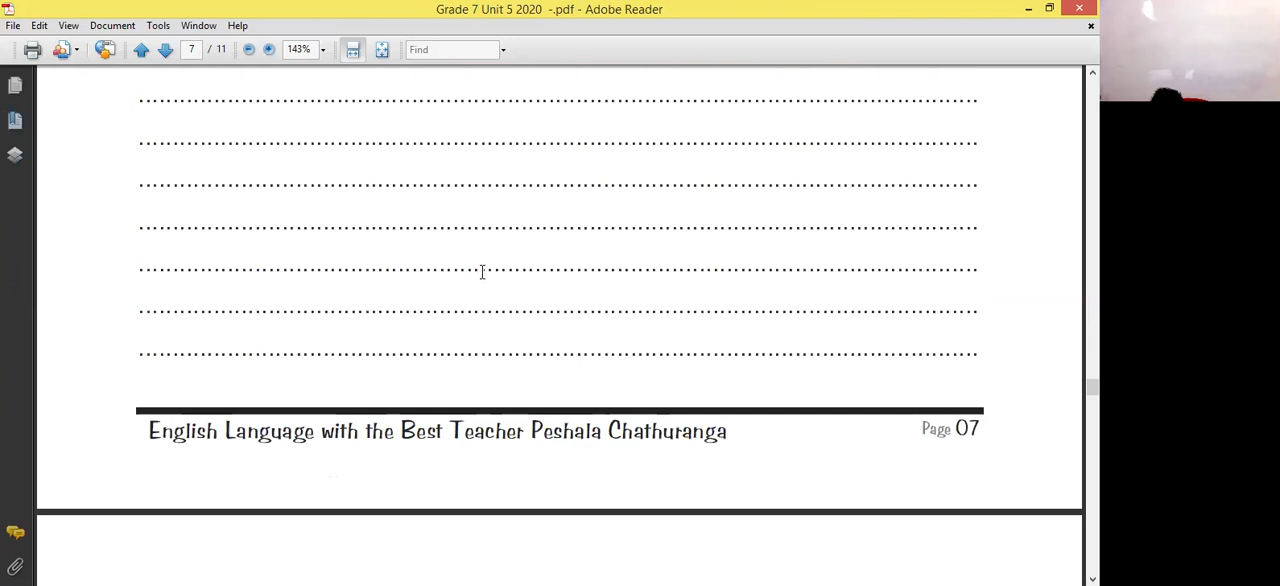 Grade 7 Unit 5 2020 -.pdf - Adobe Reader
File Edit View Document Tools Window Help
7 / 11 143% Find
English Language with the Best Teacher Peshala Chathuranga
Page 07